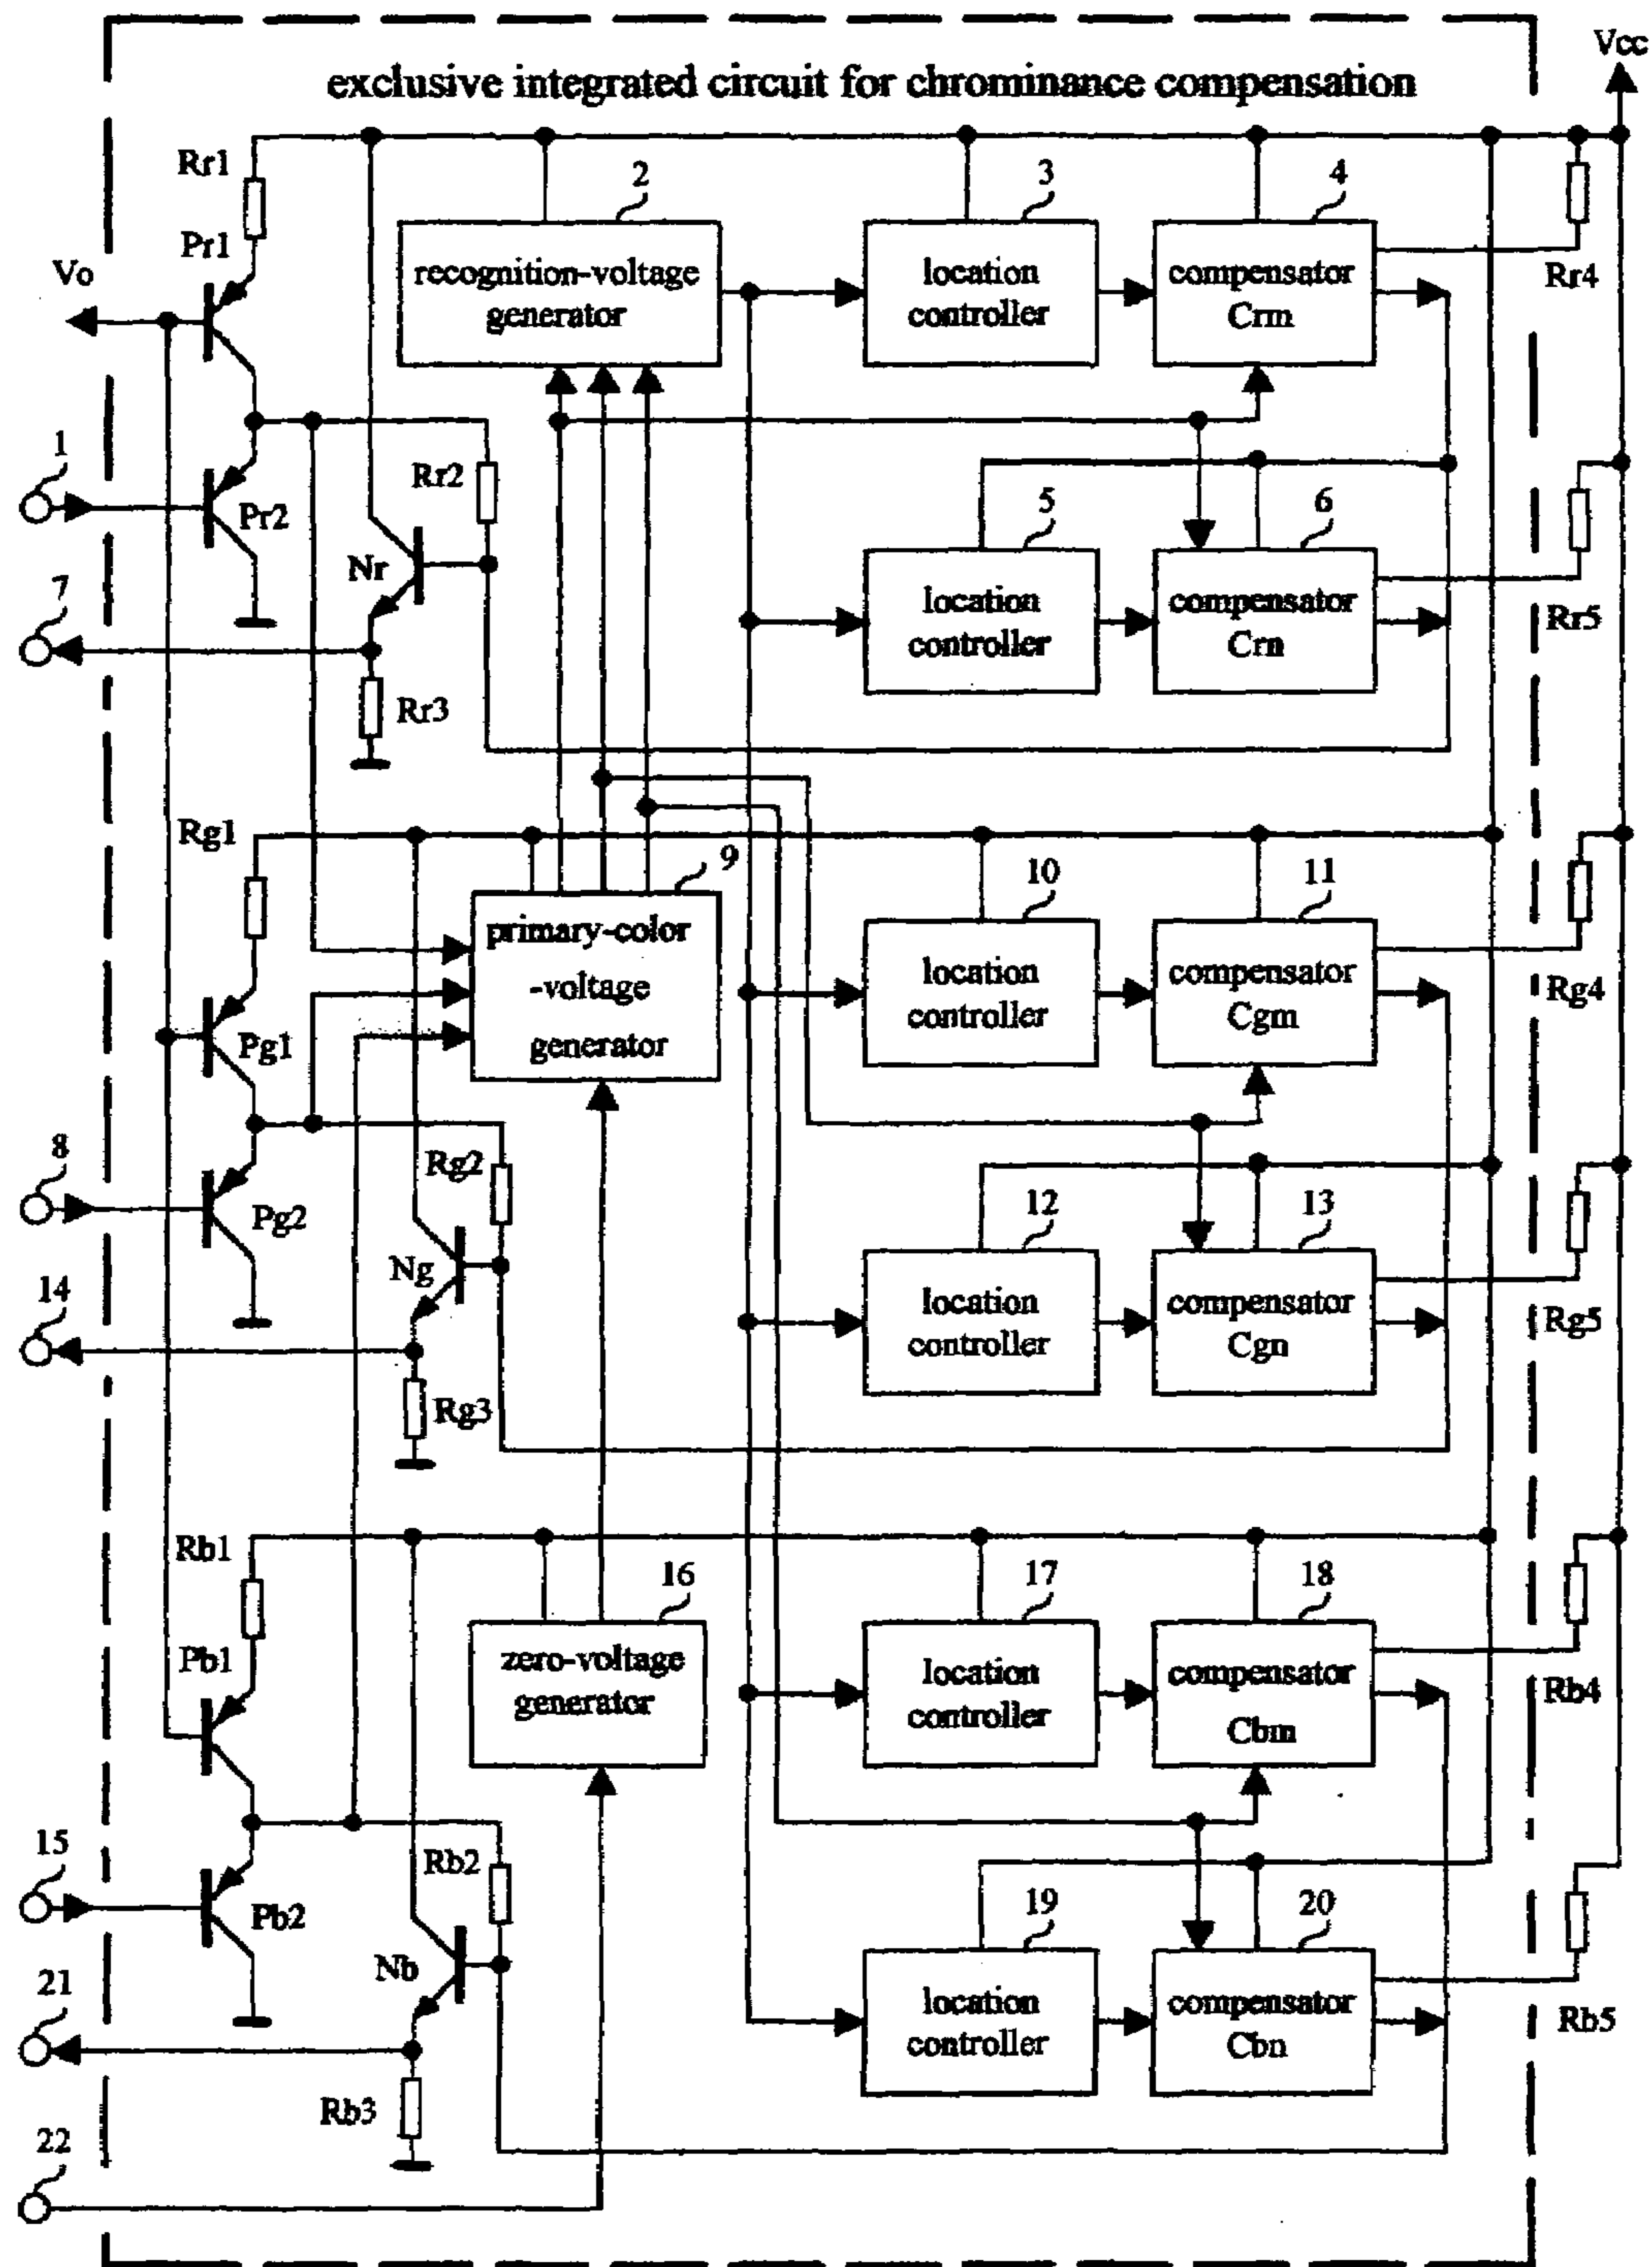 Vcc
exclusive integrated circuit for chrominance compensation
Rr1
2
3
4
Pr1
Vo
recognition-voltage
generator
location
controller
compensator
Crm
Rr4
1
Rr2
5
6
Pr2
Nr
7
location
controller
compensator
Crn
Rr5
Rr3
Rg1
9
10
11
primary-color
-voltage
generator
location
controller
compensator
Cgm
Rg4
Pg1
8
Rg2
12
13
Pg2
Ng
14
location
controller
compensator
Cgn
Rg5
Rg3
Rb1
16
17
18
Pb1
zero-voltage
generator
location
controller
compensator
Cbm
Rb4
15
Rb2
19
20
Pb2
Nb
21
location
controller
compensator
Cbn
Rb5
Rb3
22